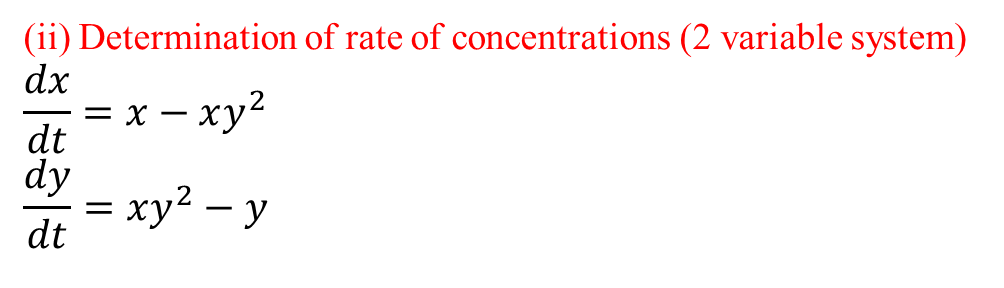 (ii) Determination of rate of concentrations (2 variable system)
dx/dt = x − xy²
dy/dt = xy² − y